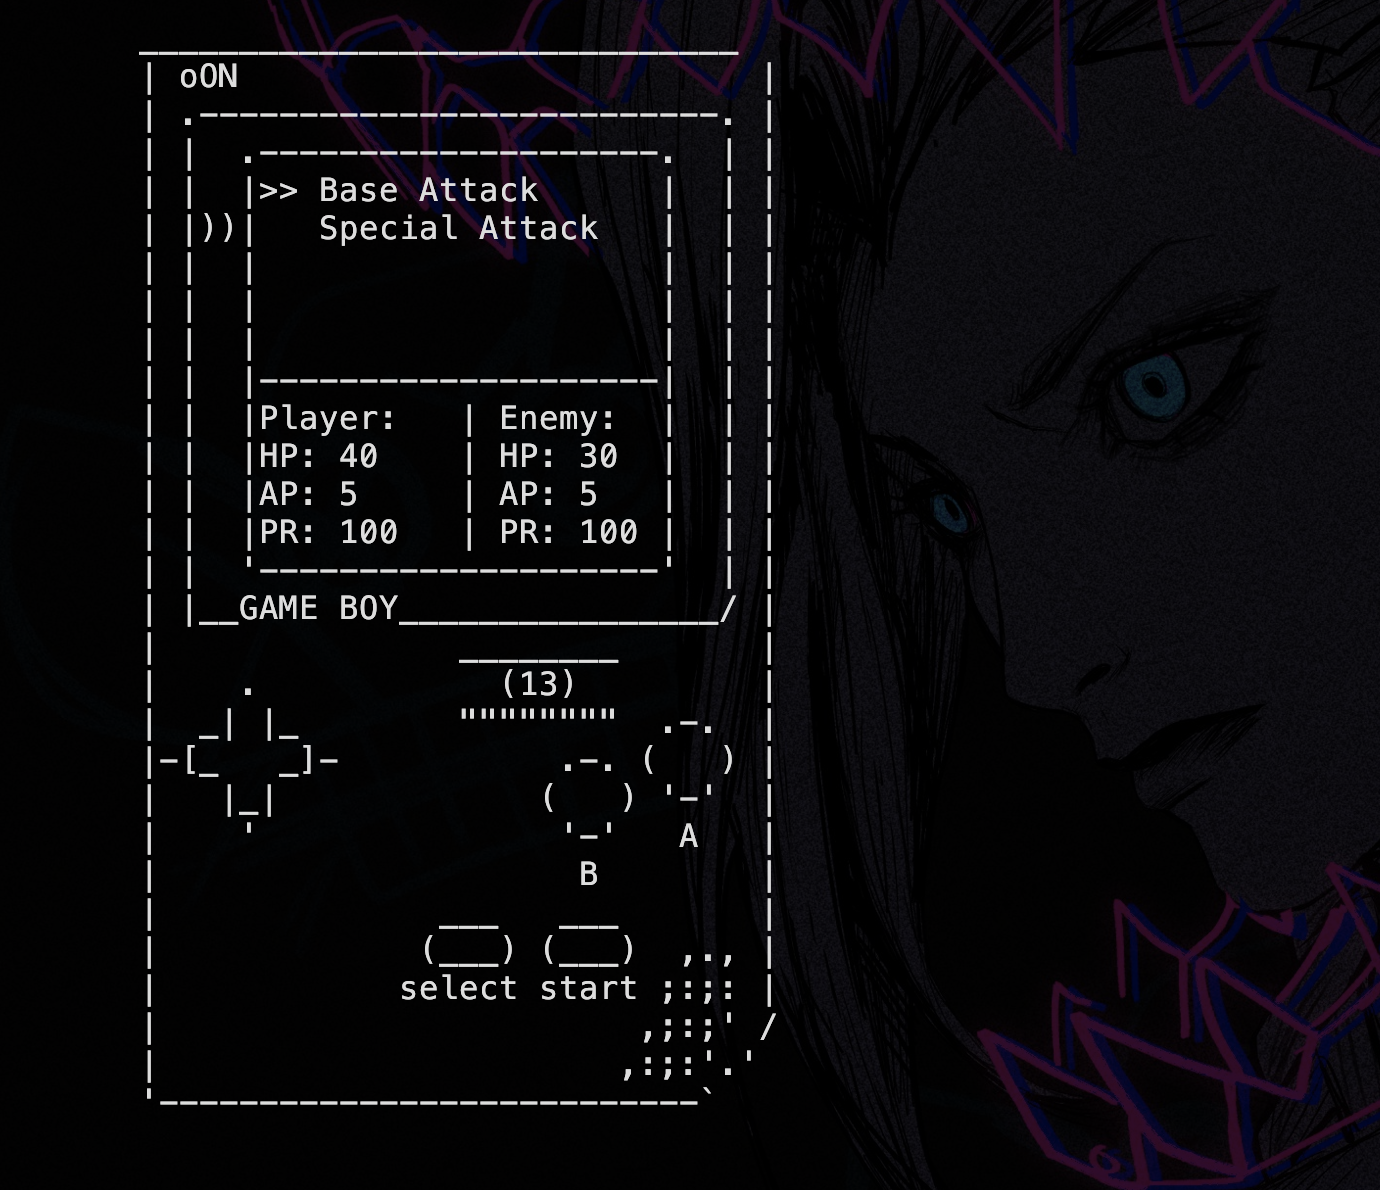 oON
>> Base Attack
Special Attack
Player: | Enemy:
HP: 40 | HP: 30
AP: 5 | AP: 5
PR: 100 | PR: 100
GAME BOY
(13)
A
B
select start